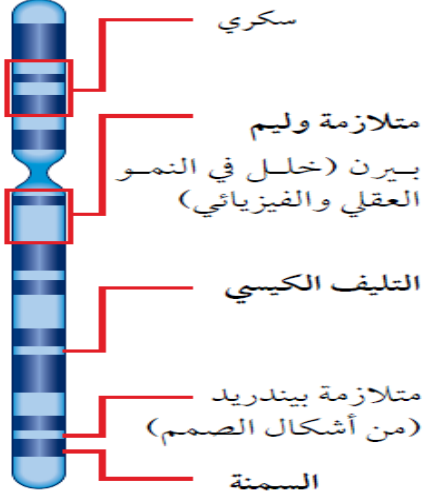 سكري
متلازمة وليم
بيرن (خلل في النمو
العقلي والفيزيائي)
التليف الكيسي
متلازمة بيندريد
(من أشكال الصمم)
السمنة